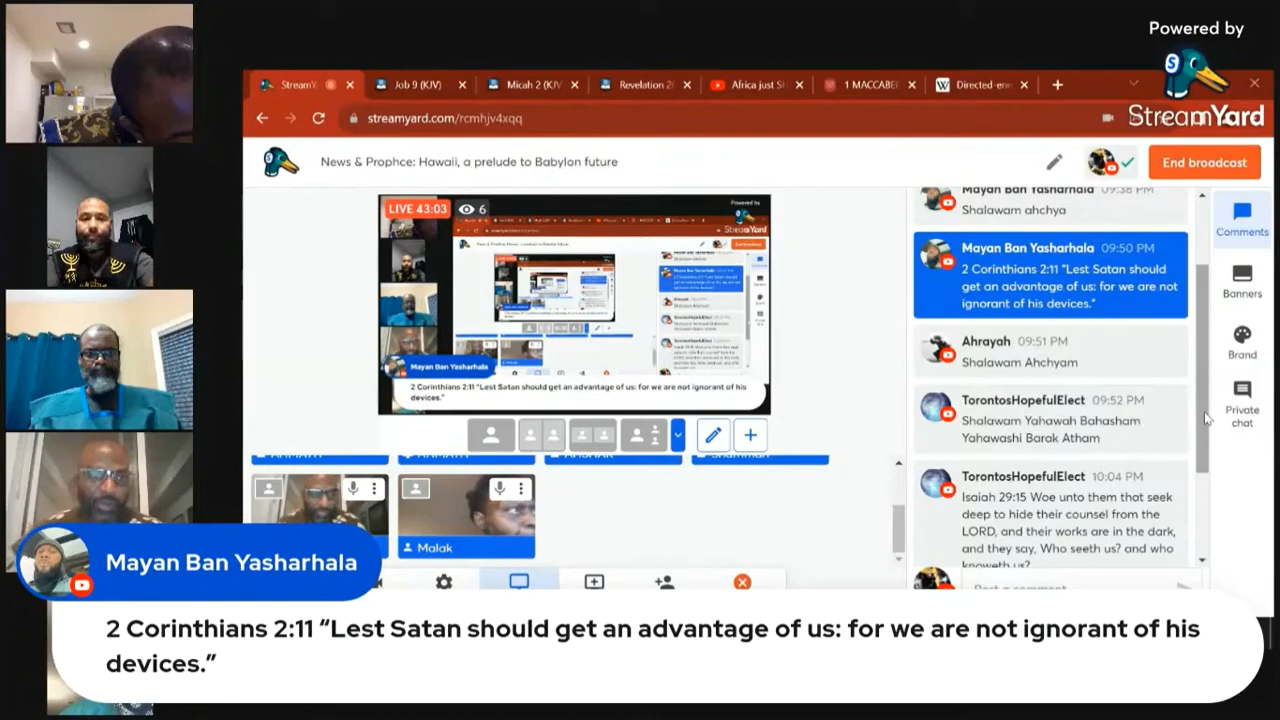 Powered by
StreamYard
StreamY
Job 9 (KJV)
Micah 2 (KJV
Revelation 2
Africa just S
1 MACCABE
W Directed-ene
streamyard.com/rcmhjv4xqq
News & Prophce: Hawaii, a prelude to Babylon future
End broadcast
LIVE 43:03
6
Powered by
StreamYard
Mayan Ban Yasharhala
2 Corinthians 2:11 “Lest Satan should get an advantage of us: for we are not ignorant of his
devices.”
Malak
Mayan Ban Yasharhala 09:38 PM
Shalawam ahchya
Mayan Ban Yasharhala
2 Corinthians 2:11 “Lest Satan should
get an advantage of us: for we are not
ignorant of his devices.”
Ahrayah 09:51 PM
Shalawam Ahchyam
TorontosHopefulElect 09:52 PM
Shalawam Yahawah Bahasham
Yahawashi Barak Atham
TorontosHopefulElect 10:04 PM
Isaiah 29:15 Woe unto them that seek
deep to hide their counsel from the
LORD, and their works are in the dark,
and they say, Who seeth us? and who
knoweth us?
Post a comment
Comments
Banners
Brand
Private
chat
Mayan Ban Yasharhala
2 Corinthians 2:11 “Lest Satan should get an advantage of us: for we are not ignorant of his
devices.”